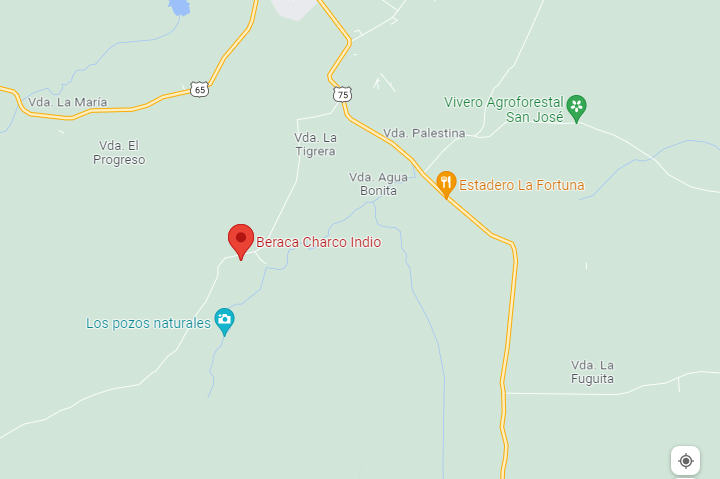 65
75
Vda. La María
Vivero Agroforestal
San José
Vda. Palestina
Vda. La
Tigrera
Vda. El
Progreso
Vda. Agua
Bonita
Estadero La Fortuna
Beraca Charco Indio
Los pozos naturales
Vda. La
Fuguita